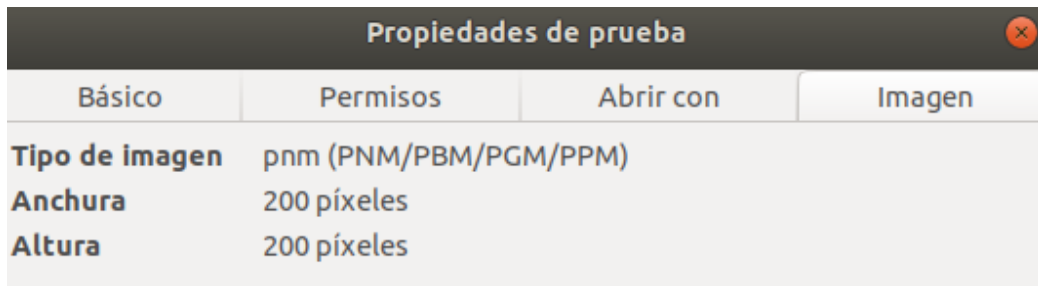 Propiedades de prueba
Básico Permisos Abrir con Imagen
Tipo de imagen pnm (PNM/PBM/PGM/PPM)
Anchura 200 píxeles
Altura 200 píxeles